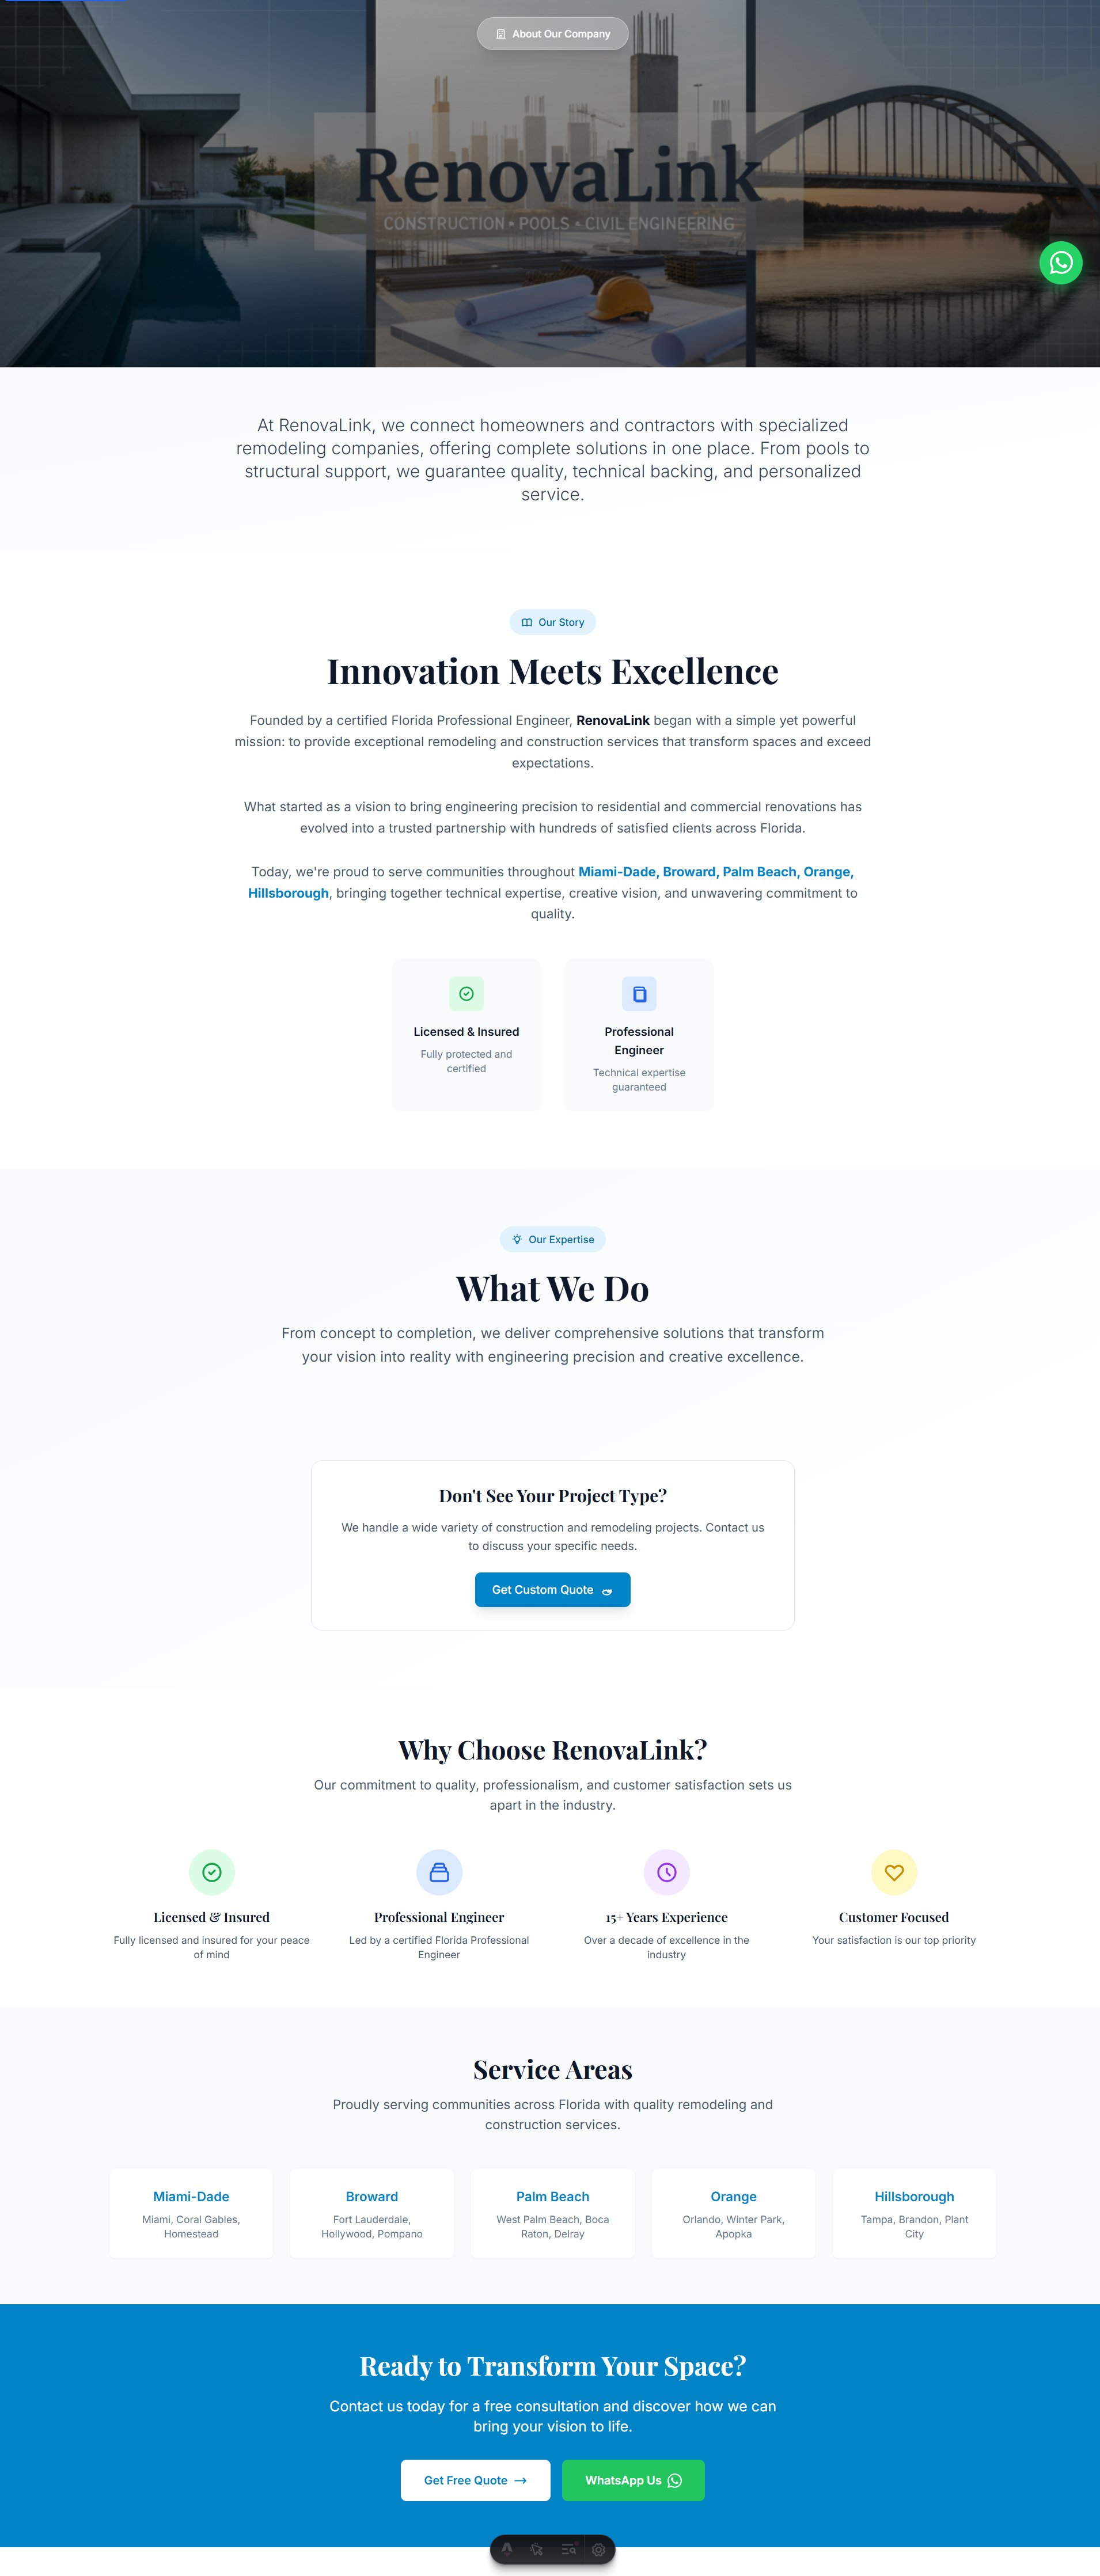 About Our Company
RenovaLink
CONSTRUCTION • POOLS • CIVIL ENGINEERING
At RenovaLink, we connect homeowners and contractors with specialized
remodeling companies, offering complete solutions in one place. From pools to
structural support, we guarantee quality, technical backing, and personalized
service.
Our Story
Innovation Meets Excellence
Founded by a certified Florida Professional Engineer, RenovaLink began with a simple yet powerful
mission: to provide exceptional remodeling and construction services that transform spaces and exceed
expectations.
What started as a vision to bring engineering precision to residential and commercial renovations has
evolved into a trusted partnership with hundreds of satisfied clients across Florida.
Today, we're proud to serve communities throughout Miami-Dade, Broward, Palm Beach, Orange,
Hillsborough, bringing together technical expertise, creative vision, and unwavering commitment to
quality.
Licensed & Insured
Fully protected and
certified
Professional
Engineer
Technical expertise
guaranteed
Our Expertise
What We Do
From concept to completion, we deliver comprehensive solutions that transform
your vision into reality with engineering precision and creative excellence.
Don't See Your Project Type?
We handle a wide variety of construction and remodeling projects. Contact us
to discuss your specific needs.
Get Custom Quote
Why Choose RenovaLink?
Our commitment to quality, professionalism, and customer satisfaction sets us
apart in the industry.
Licensed & Insured
Fully licensed and insured for your peace
of mind
Professional Engineer
Led by a certified Florida Professional
Engineer
15+ Years Experience
Over a decade of excellence in the
industry
Customer Focused
Your satisfaction is our top priority
Service Areas
Proudly serving communities across Florida with quality remodeling and
construction services.
Miami-Dade
Miami, Coral Gables,
Homestead
Broward
Fort Lauderdale,
Hollywood, Pompano
Palm Beach
West Palm Beach, Boca
Raton, Delray
Orange
Orlando, Winter Park,
Apopka
Hillsborough
Tampa, Brandon, Plant
City
Ready to Transform Your Space?
Contact us today for a free consultation and discover how we can
bring your vision to life.
Get Free Quote →
WhatsApp Us